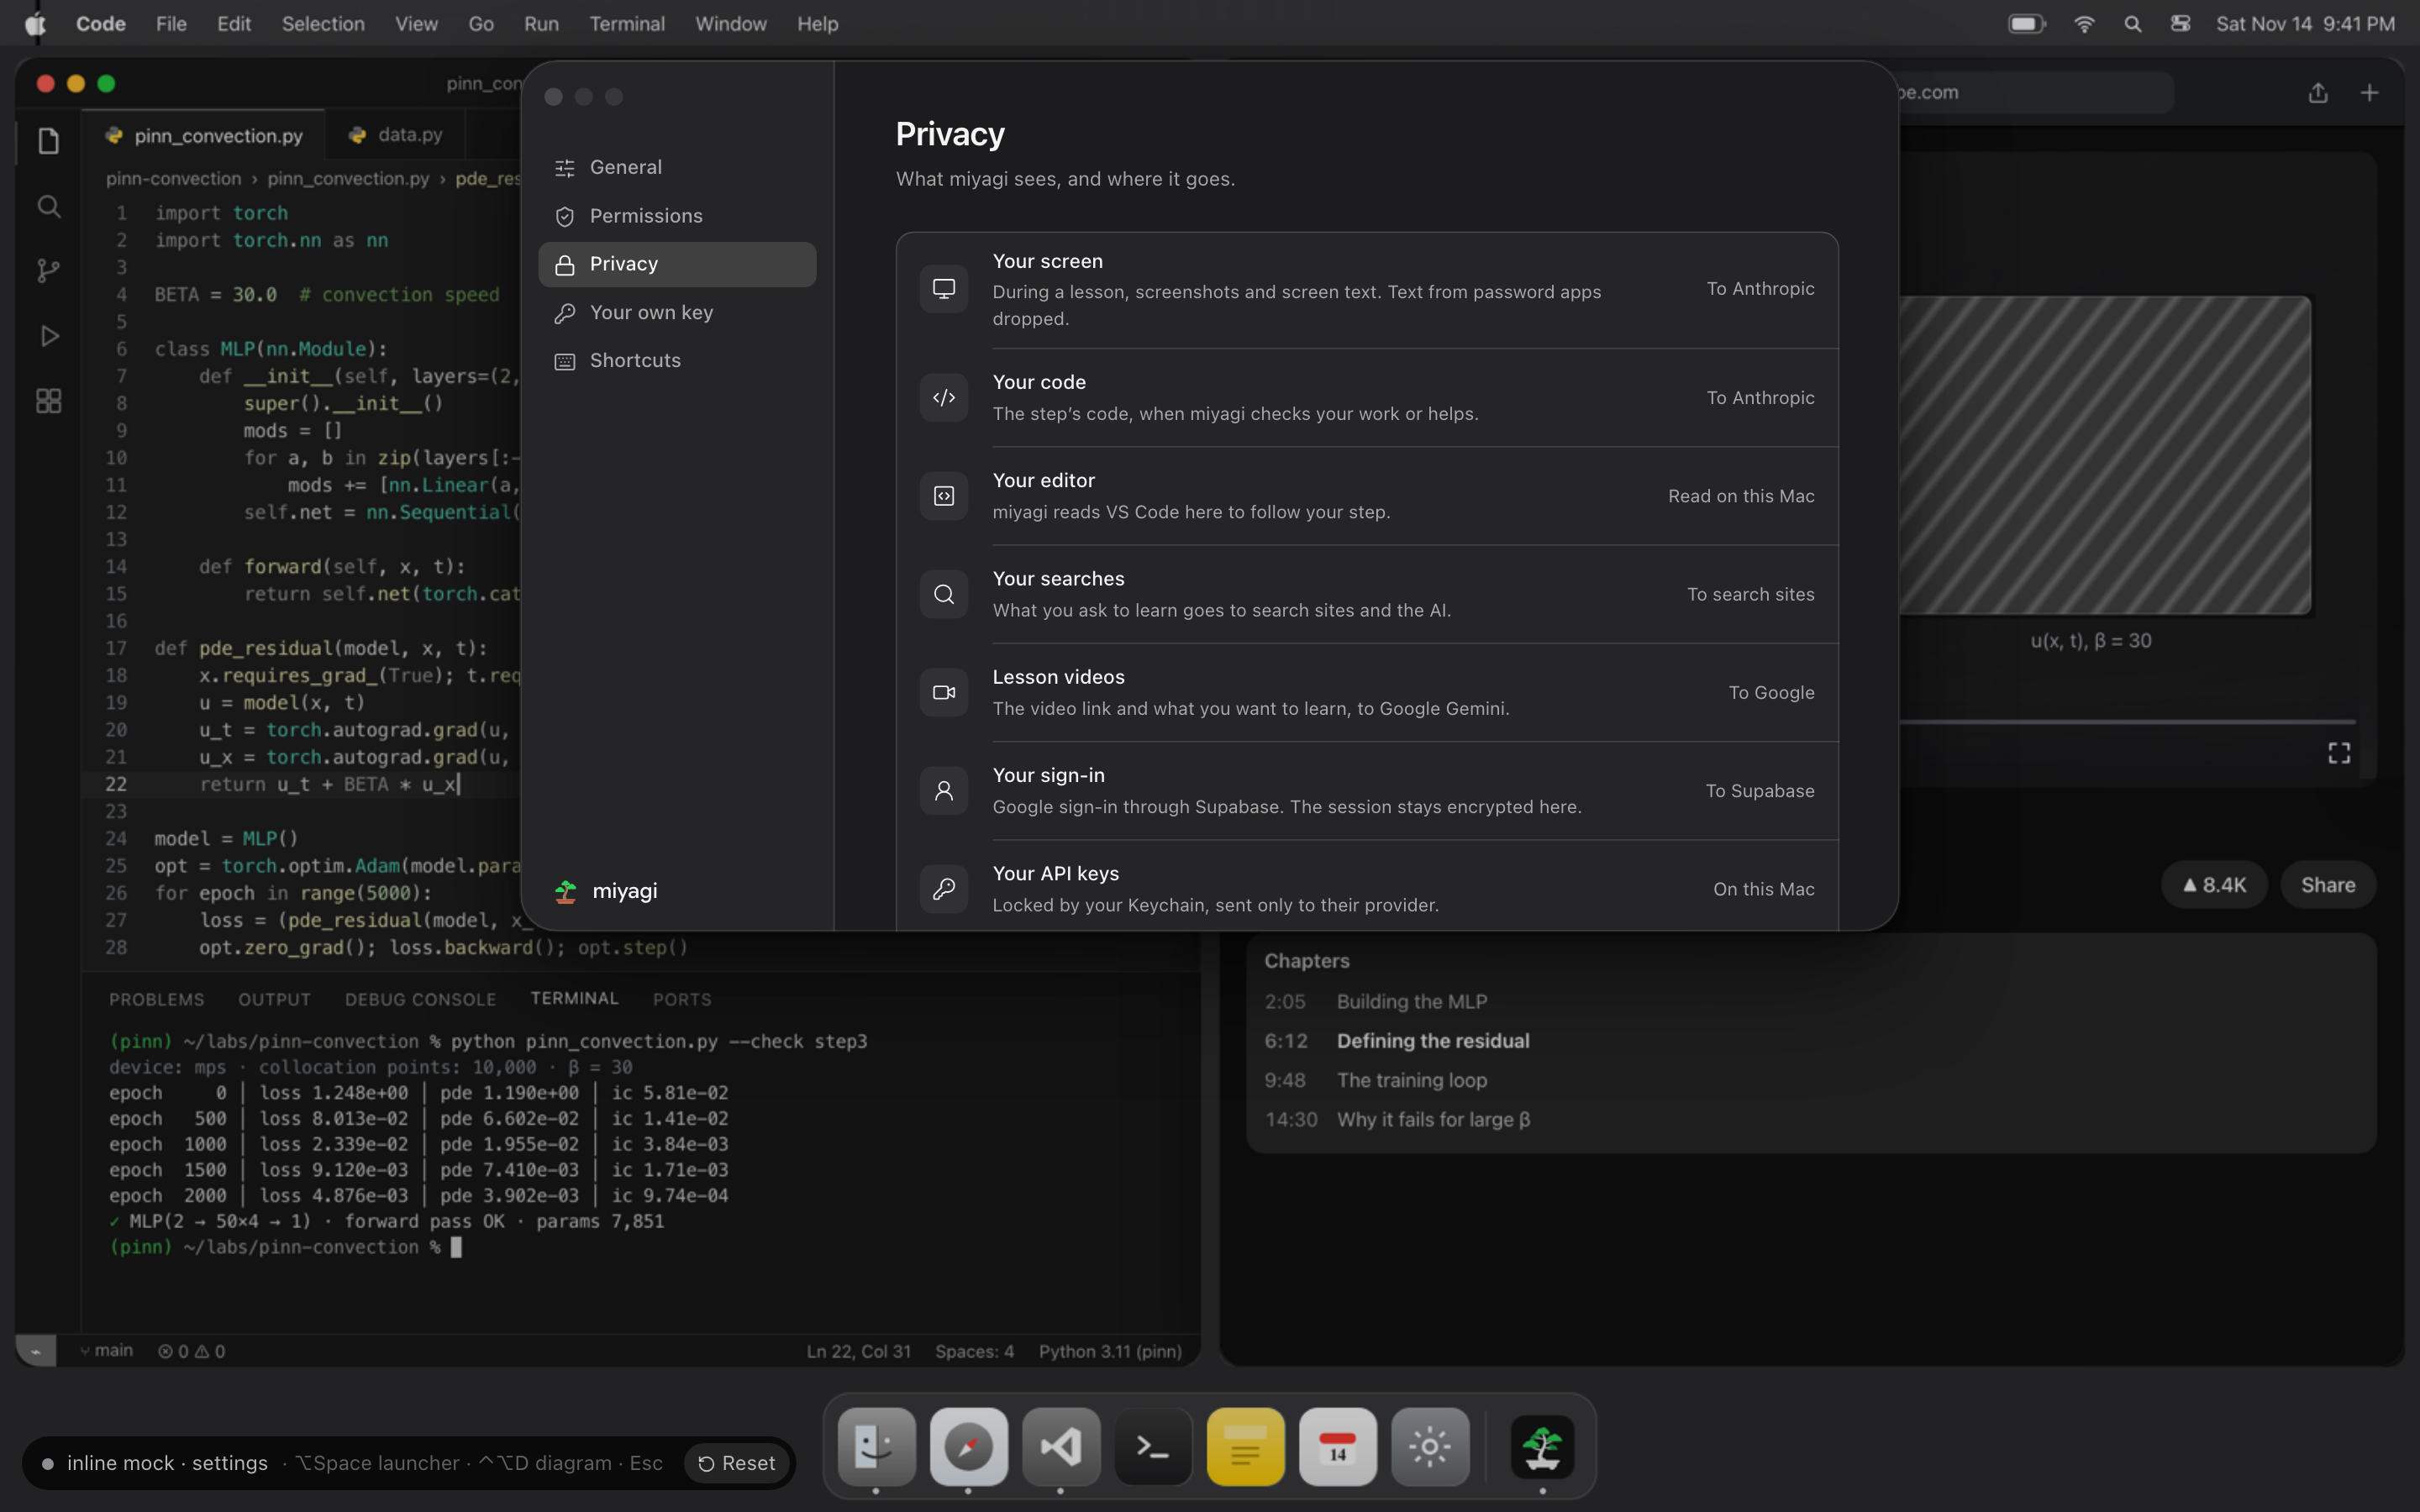 Code File Edit Selection View Go Run Terminal Window Help
Sat Nov 14 9:41 PM
pinn_con
pinn_convection.py
data.py
pinn-convection › pinn_convection.py › pde_res
1 import torch
2 import torch.nn as nn
3
4 BETA = 30.0 # convection speed
5
6 class MLP(nn.Module):
7 def __init__(self, layers=(2,
8 super().__init__()
9 mods = []
10 for a, b in zip(layers[:-
11 mods += [nn.Linear(a,
12 self.net = nn.Sequential(
13
14 def forward(self, x, t):
15 return self.net(torch.cat
16
17 def pde_residual(model, x, t):
18 x.requires_grad_(True); t.req
19 u = model(x, t)
20 u_t = torch.autograd.grad(u,
21 u_x = torch.autograd.grad(u,
22 return u_t + BETA * u_x
23
24 model = MLP()
25 opt = torch.optim.Adam(model.para
26 for epoch in range(5000):
27 loss = (pde_residual(model, x_
28 opt.zero_grad(); loss.backward(); opt.step()
PROBLEMS OUTPUT DEBUG CONSOLE TERMINAL PORTS
(pinn) ~/labs/pinn-convection % python pinn_convection.py --check step3
device: mps · collocation points: 10,000 · β = 30
epoch 0 │ loss 1.248e+00 │ pde 1.190e+00 │ ic 5.81e-02
epoch 500 │ loss 8.013e-02 │ pde 6.602e-02 │ ic 1.41e-02
epoch 1000 │ loss 2.339e-02 │ pde 1.955e-02 │ ic 3.84e-03
epoch 1500 │ loss 9.120e-03 │ pde 7.410e-03 │ ic 1.71e-03
epoch 2000 │ loss 4.876e-03 │ pde 3.902e-03 │ ic 9.74e-04
✓ MLP(2 → 50×4 → 1) · forward pass OK · params 7,851
(pinn) ~/labs/pinn-convection %
main 0 0
Ln 22, Col 31 Spaces: 4 Python 3.11 (pinn)
General
Permissions
Privacy
Your own key
Shortcuts
miyagi
Privacy
What miyagi sees, and where it goes.
Your screen
During a lesson, screenshots and screen text. Text from password apps
dropped.
To Anthropic
Your code
The step’s code, when miyagi checks your work or helps.
To Anthropic
Your editor
miyagi reads VS Code here to follow your step.
Read on this Mac
Your searches
What you ask to learn goes to search sites and the AI.
To search sites
Lesson videos
The video link and what you want to learn, to Google Gemini.
To Google
Your sign-in
Google sign-in through Supabase. The session stays encrypted here.
To Supabase
Your API keys
Locked by your Keychain, sent only to their provider.
On this Mac
be.com
u(x, t), β = 30
▲ 8.4K
Share
Chapters
2:05 Building the MLP
6:12 Defining the residual
9:48 The training loop
14:30 Why it fails for large β
inline mock · settings · ⌥Space launcher · ^⌥D diagram · Esc
Reset
14